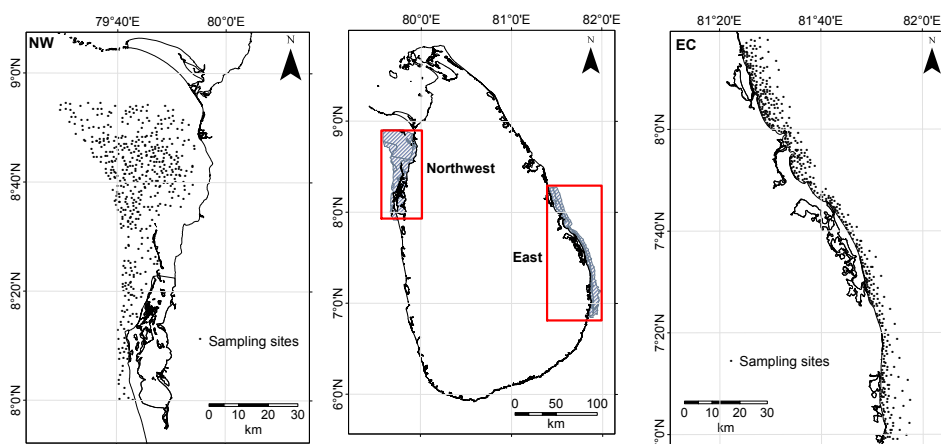 79°40'E
80°0'E
NW
N
9°0'N
8°40'N
8°20'N
8°0'N
Sampling sites
0 10 20 30
km
80°0'E
81°0'E
82°0'E
N
9°0'N
8°0'N
7°0'N
6°0'N
Northwest
East
0 50 100
km
81°20'E
81°40'E
82°0'E
EC
N
8°0'N
7°40'N
7°20'N
7°0'N
Sampling sites
0 10 20 30
km